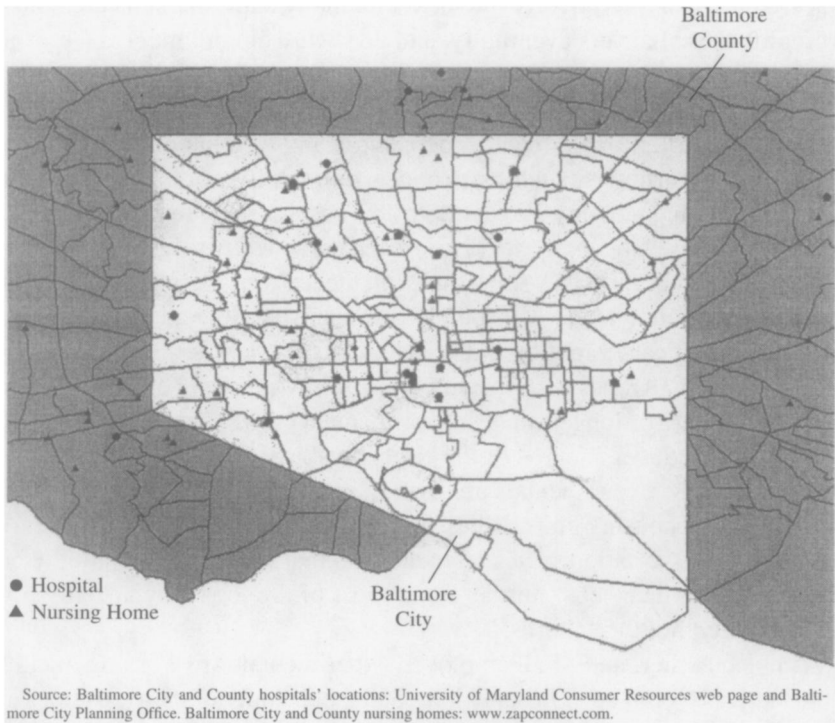 Baltimore
County
Hospital
Nursing Home
Baltimore
City
Source: Baltimore City and County hospitals' locations: University of Maryland Consumer Resources web page and Balti-
more City Planning Office. Baltimore City and County nursing homes: www.zapconnect.com.